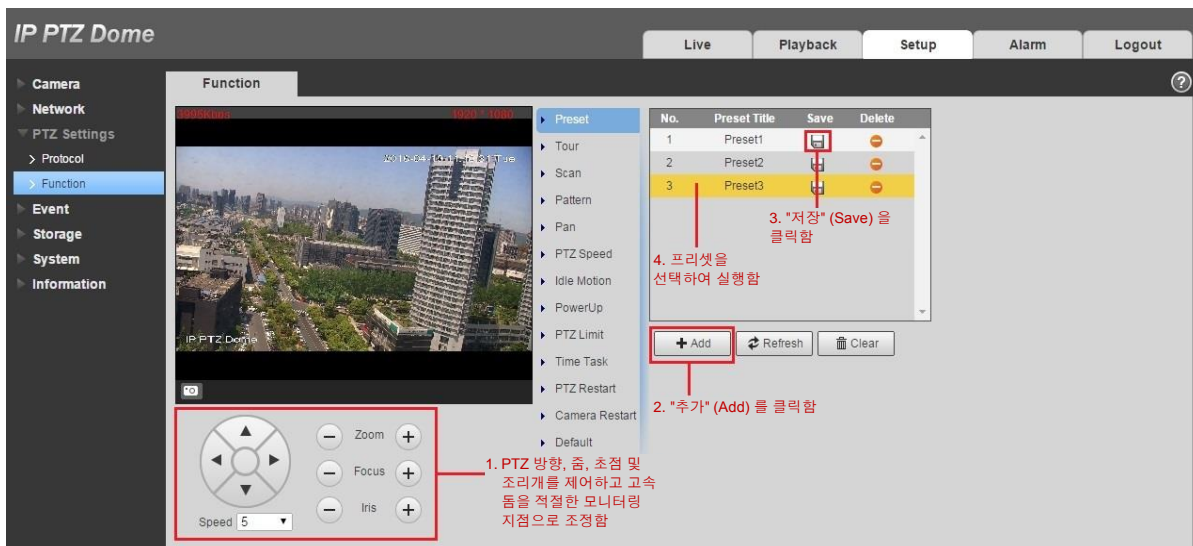 IP PTZ Dome
Live
Playback
Setup
Alarm
Logout
Camera
Network
PTZ Settings
Protocol
Function
Event
Storage
System
Information
Function
3995Kbps
1920 * 1080
IP PTZ Dome
Preset
Tour
Scan
Pattern
Pan
PTZ Speed
Idle Motion
PowerUp
PTZ Limit
Time Task
PTZ Restart
Camera Restart
Default
No. Preset Title Save Delete
1 Preset1
2 Preset2
3 Preset3
3. "저장" (Save) 을
클릭함
4. 프리셋을
선택하여 실행함
Add
Refresh
Clear
2. "추가" (Add) 를 클릭함
Zoom
Focus
Iris
Speed 5
1. PTZ 방향, 줌, 초점 및
조리개를 제어하고 고속
돔을 적절한 모니터링
지점으로 조정함